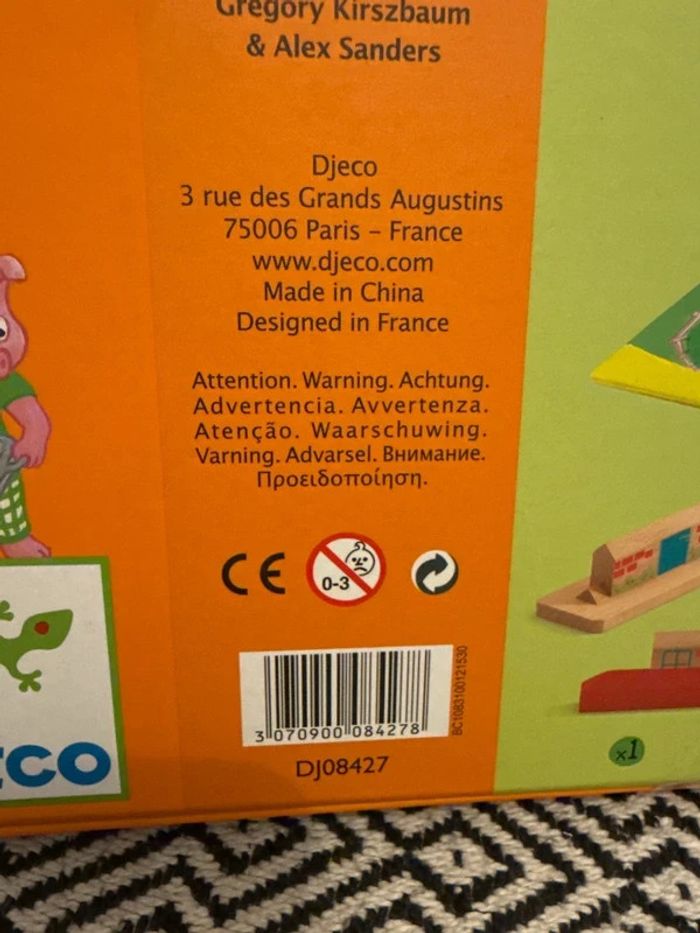 Gregory Kirszbaum
& Alex Sanders
Djeco
3 rue des Grands Augustins
75006 Paris – France
www.djeco.com
Made in China
Designed in France
Attention. Warning. Achtung.
Advertencia. Avvertenza.
Atenção. Waarschuwing.
Varning. Advarsel. Внимание.
Προειδοποίηση.
CE
0-3
3 070900 084278
BC1083100121530
DJ08427
ECO
x1